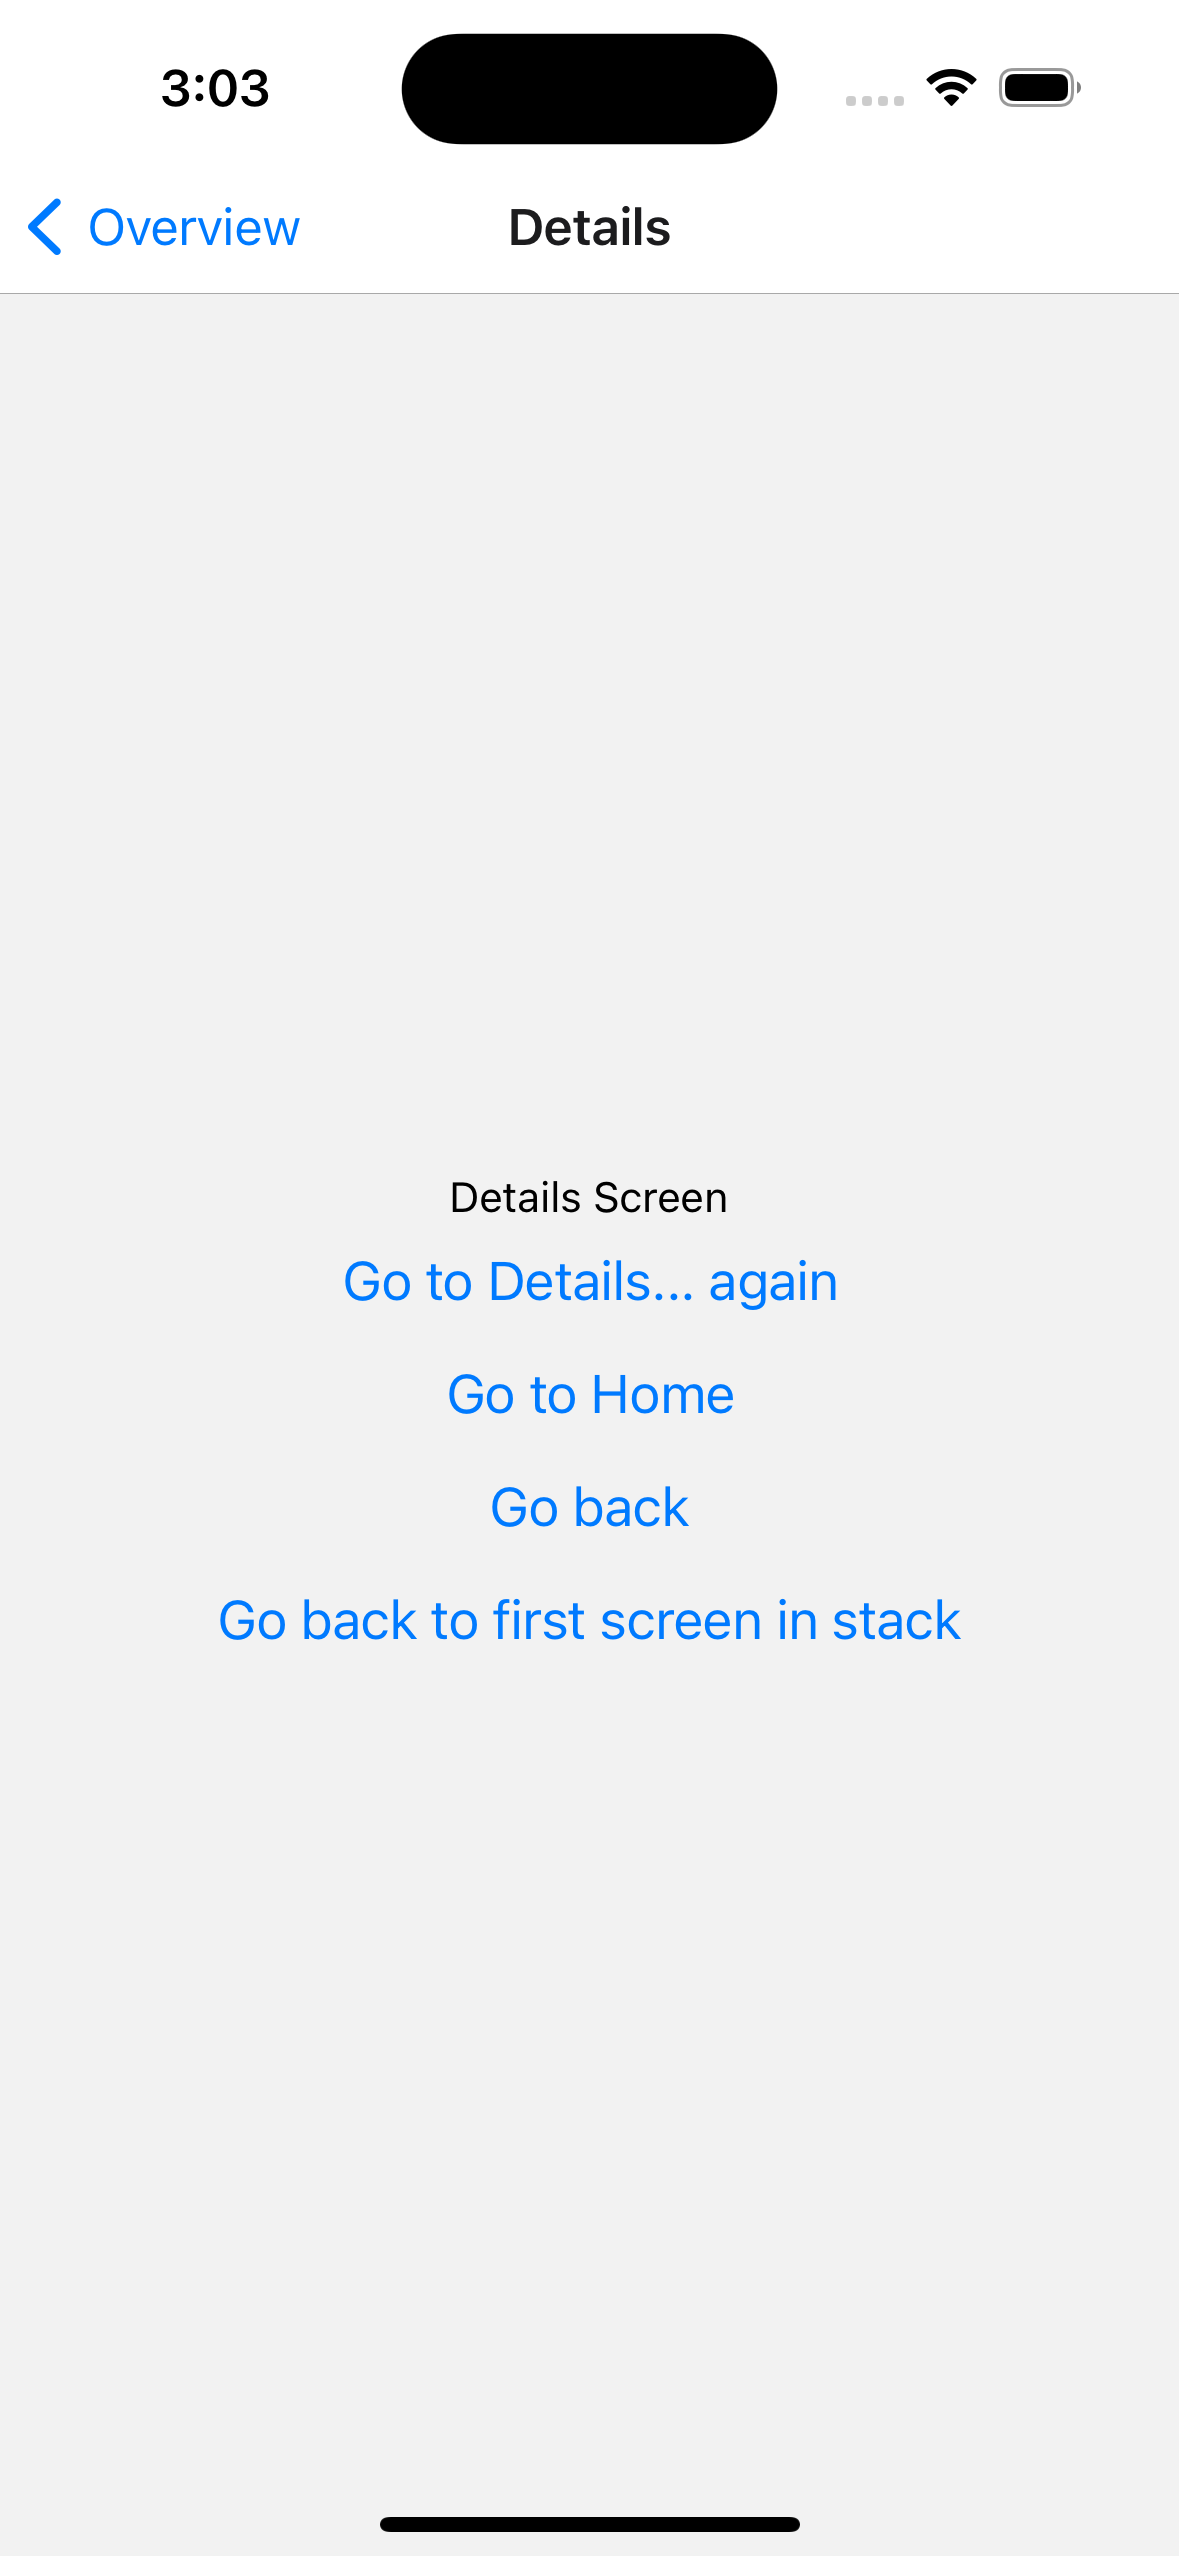 3:03
Overview
Details
Details Screen
Go to Details... again
Go to Home
Go back
Go back to first screen in stack